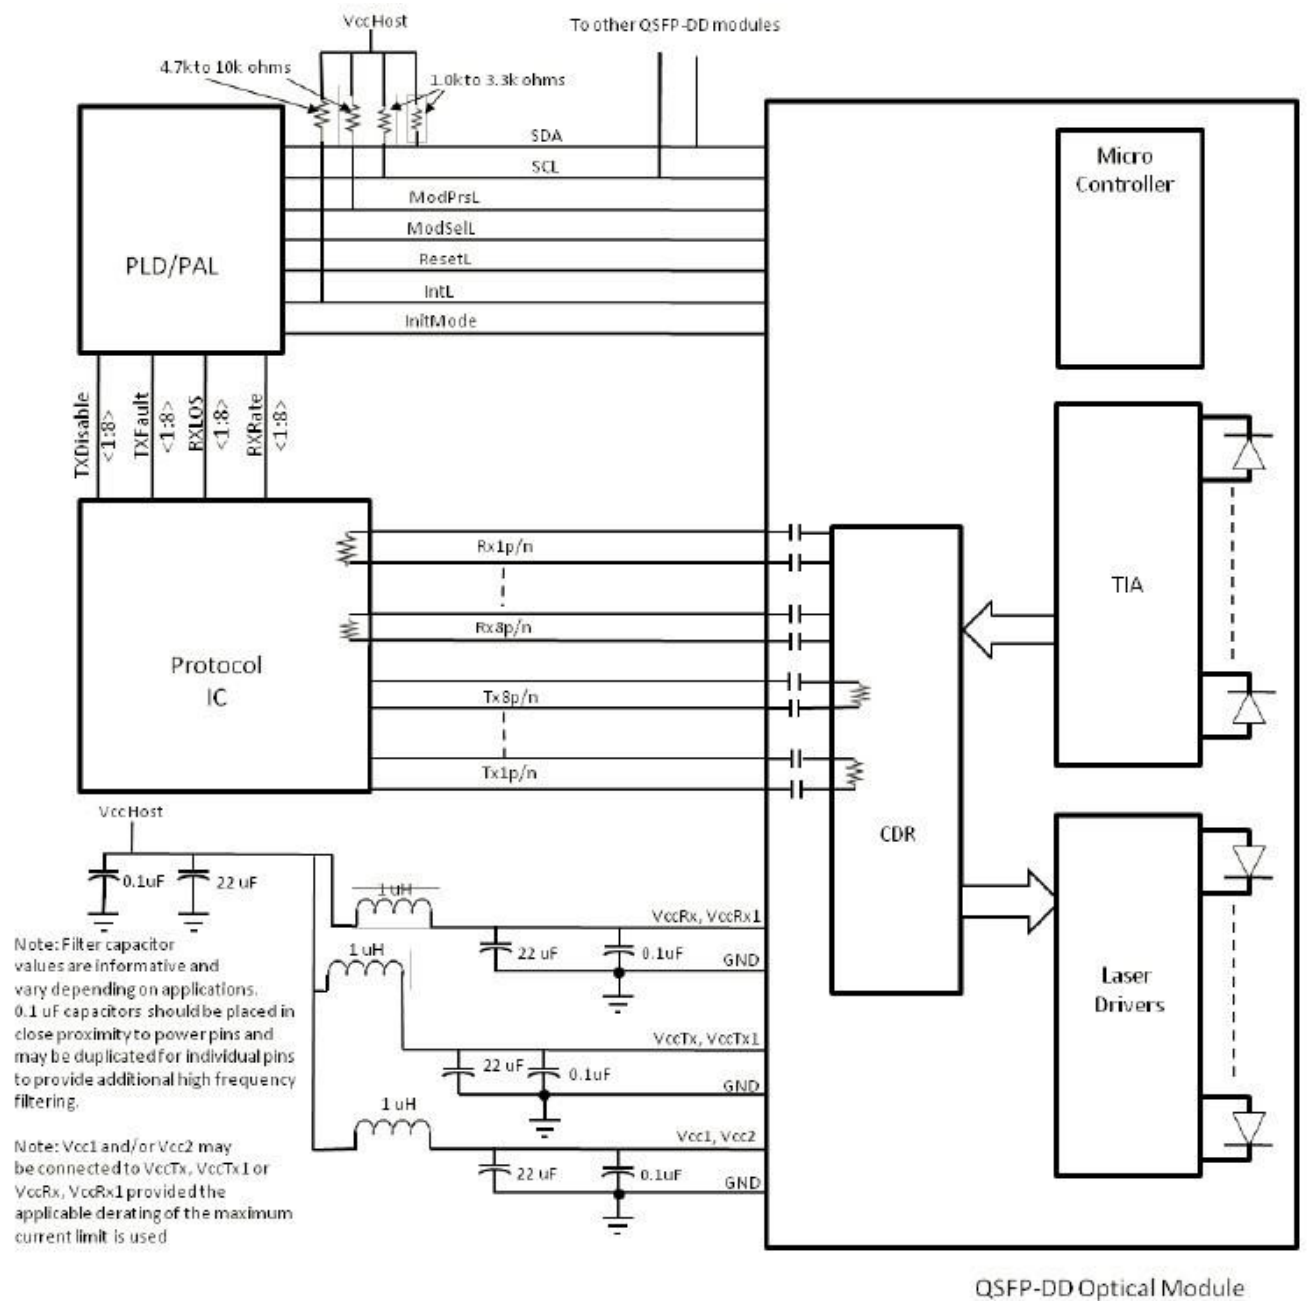 VccHost
To other QSFP-DD modules
4.7k to 10k ohms
1.0k to 3.3k ohms
SDA
SCL
ModPrsL
ModSelL
ResetL
IntL
InitMode
PLD/PAL
Micro
Controller
TXDisable
<1:8>
TXFault
<1:8>
RXLOS
<1:8>
RXRate
<1:8>
Rx1p/n
Rx8p/n
Tx8p/n
Tx1p/n
Protocol
IC
TIA
CDR
Laser
Drivers
VccHost
0.1uF
22 uF
1 uH
VccRx, VccRx1
22 uF
0.1uF
GND
1 uH
VccTx, VccTx1
22 uF
0.1uF
GND
1 uH
Vcc1, Vcc2
22 uF
0.1uF
GND
Note: Filter capacitor
values are informative and
vary depending on applications.
0.1 uF capacitors should be placed in
close proximity to power pins and
may be duplicated for individual pins
to provide additional high frequency
filtering.
Note: Vcc1 and/or Vcc2 may
be connected to VccTx, VccTx1 or
VccRx, VccRx1 provided the
applicable derating of the maximum
current limit is used
QSFP-DD Optical Module